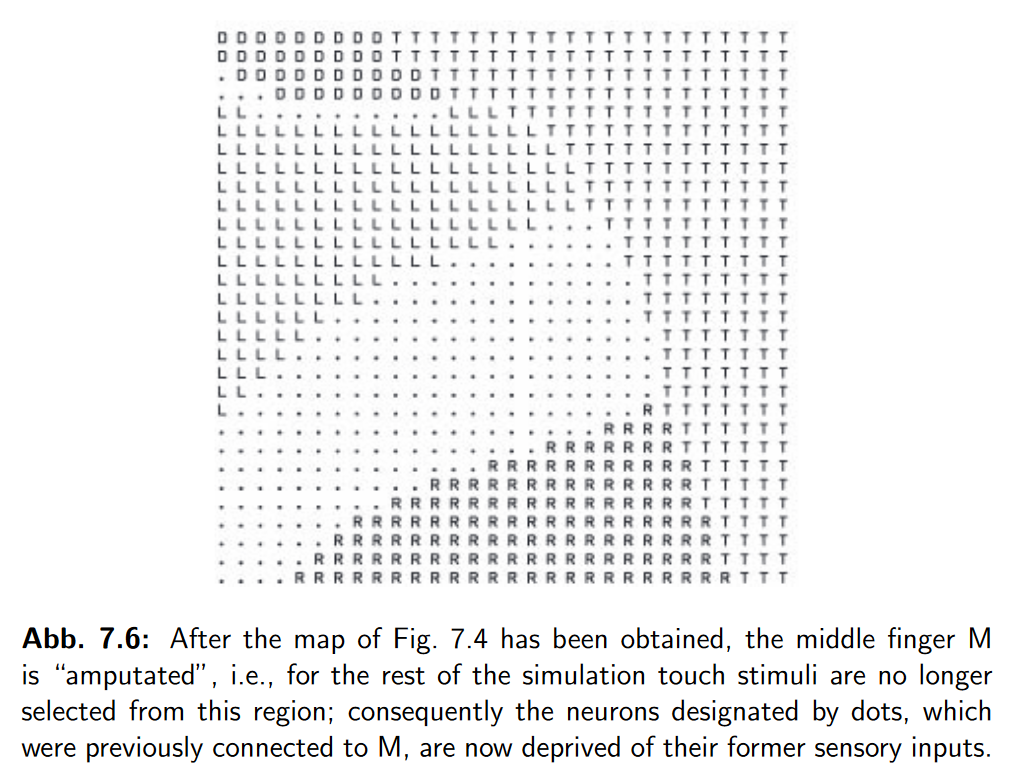 D D D D D D D D D T T T T T T T T T T T T T T T T T T T T T
D D D D D D D D D T T T T T T T T T T T T T T T T T T T T T
. D D D D D D D D D D T T T T T T T T T T T T T T T T T T T
. . . D D D D D D D D D T T T T T T T T T T T T T T T T T T
L L . . . . . . . . . . L L L T T T T T T T T T T T T T T T
L L L L L L L L L L L L L L L L L T T T T T T T T T T T T T
L L L L L L L L L L L L L L L L L L T T T T T T T T T T T T
L L L L L L L L L L L L L L L L L L L T T T T T T T T T T T
L L L L L L L L L L L L L L L L L L L T T T T T T T T T T T
L L L L L L L L L L L L L L L L L L L T T T T T T T T T T T
L L L L L L L L L L L L L L L L L . . . T T T T T T T T T T
L L L L L L L L L L L L L L L . . . . . . T T T T T T T T T
L L L L L L L L L L L L . . . . . . . . . T T T T T T T T T
L L L L L L L L L . . . . . . . . . . . . . T T T T T T T T
L L L L L L L L . . . . . . . . . . . . . . T T T T T T T T
L L L L L L . . . . . . . . . . . . . . . . T T T T T T T T
L L L L L . . . . . . . . . . . . . . . . . . T T T T T T T
L L L L . . . . . . . . . . . . . . . . . . . T T T T T T T
L L L . . . . . . . . . . . . . . . . . . . . T T T T T T T
L L . . . . . . . . . . . . . . . . . . . . . T T T T T T T
L . . . . . . . . . . . . . . . . . . . . . R T T T T T T T
. . . . . . . . . . . . . . . . . . . . R R R R T T T T T T
. . . . . . . . . . . . . . . . . R R R R R R R T T T T T T
. . . . . . . . . . . . . . R R R R R R R R R R R T T T T T
. . . . . . . . . . . R R R R R R R R R R R R R R T T T T T
. . . . . . . . . R R R R R R R R R R R R R R R R T T T T T
. . . . . . . R R R R R R R R R R R R R R R R R R R T T T T
. . . . . . R R R R R R R R R R R R R R R R R R R R T T T T
. . . . . R R R R R R R R R R R R R R R R R R R R R T T T T
. . . . R R R R R R R R R R R R R R R R R R R R R R R T T T
Abb. 7.6: After the map of Fig. 7.4 has been obtained, the middle finger M
is “amputated”, i.e., for the rest of the simulation touch stimuli are no longer
selected from this region; consequently the neurons designated by dots, which
were previously connected to M, are now deprived of their former sensory inputs.